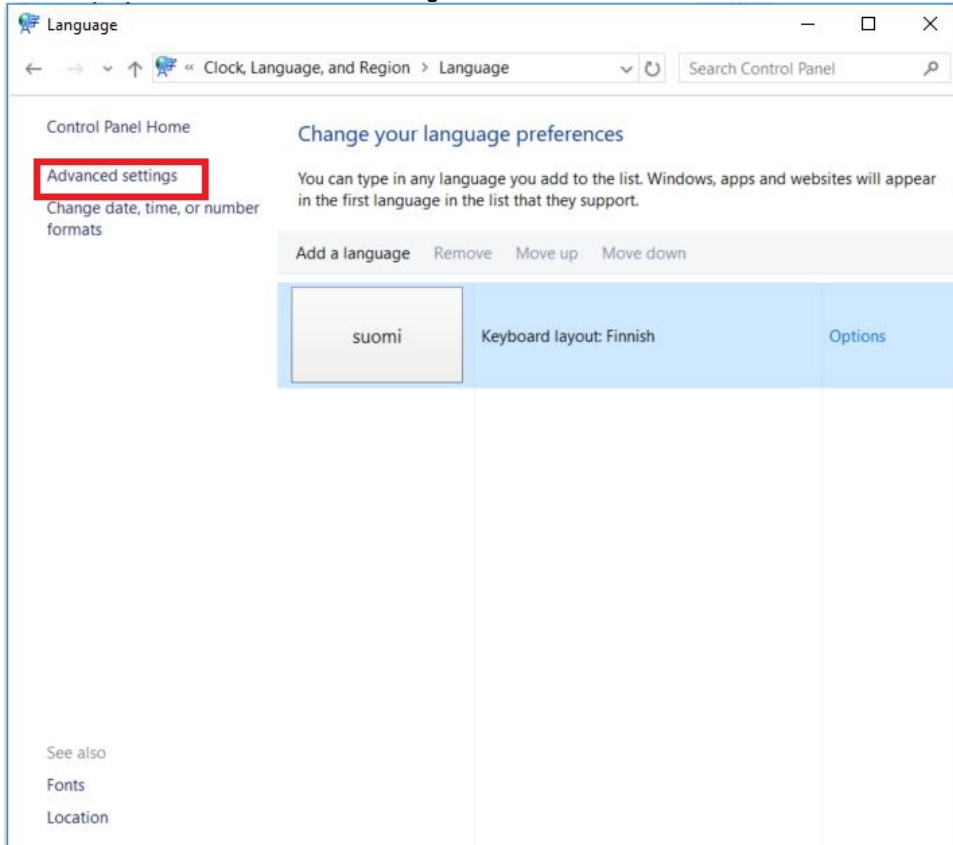 Language
« Clock, Language, and Region > Language
Search Control Panel
Control Panel Home
Advanced settings
Change date, time, or number
formats
Change your language preferences
You can type in any language you add to the list. Windows, apps and websites will appear
in the first language in the list that they support.
Add a language Remove Move up Move down
suomi Keyboard layout: Finnish Options
See also
Fonts
Location